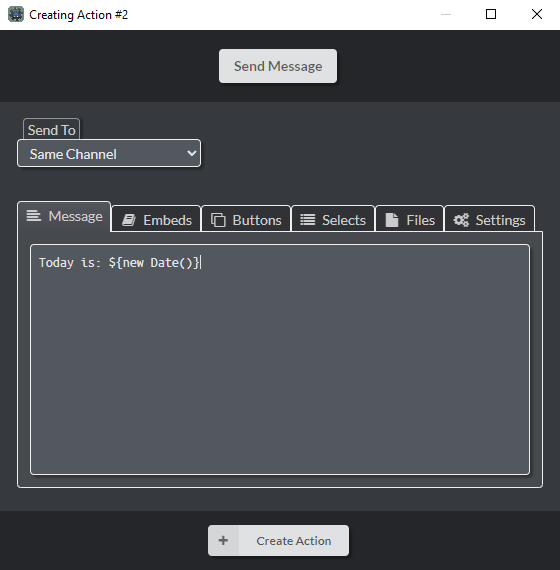 Creating Action #2
Send Message
Send To
Same Channel
Message Embeds Buttons Selects Files Settings
Today is: ${new Date()}
+ Create Action